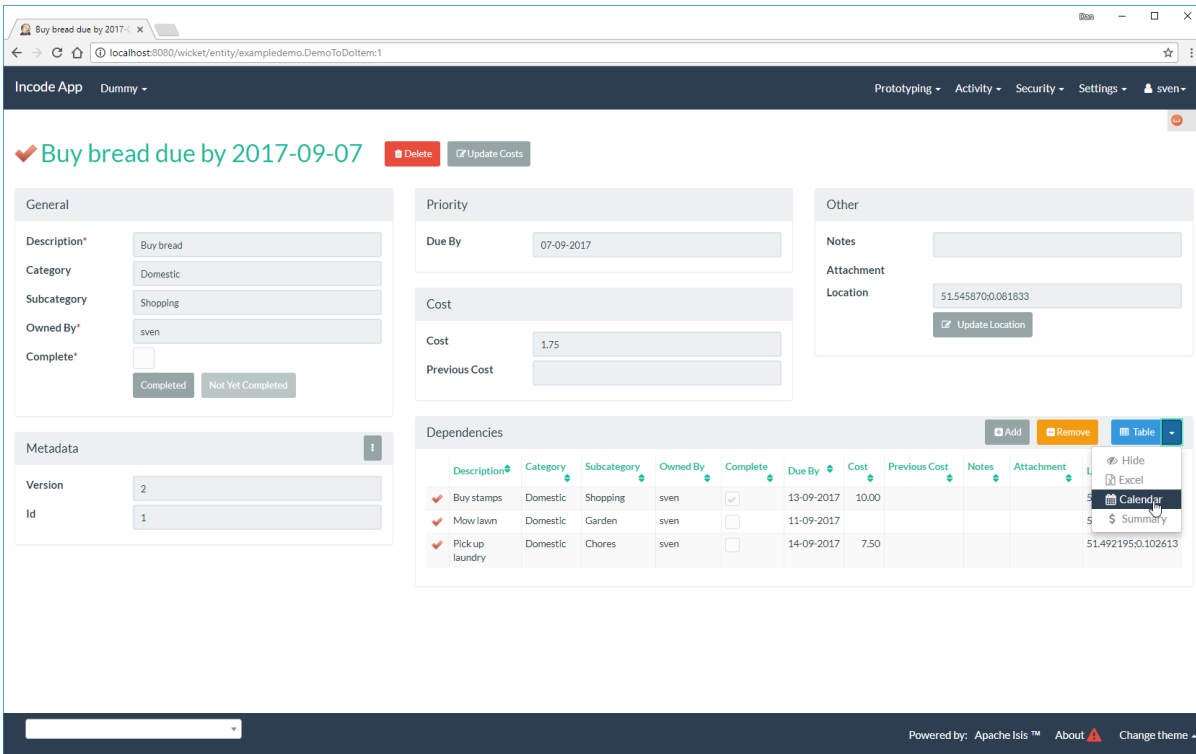 Buy bread due by 2017-
Dan
localhost:8080/wicket/entity/exampledemo.DemoToDoItem:1
Incode App Dummy Prototyping Activity Security Settings sven
Buy bread due by 2017-09-07 Delete Update Costs
General
Description* Buy bread
Category Domestic
Subcategory Shopping
Owned By* sven
Complete*
Completed Not Yet Completed
Metadata
Version 2
Id 1
Priority
Due By 07-09-2017
Cost
Cost 1.75
Previous Cost
Other
Notes
Attachment
Location 51.545870;0.081833
Update Location
Dependencies Add Remove Table
Hide
Excel
Calendar
Summary
Description Category Subcategory Owned By Complete Due By Cost Previous Cost Notes Attachment
Buy stamps Domestic Shopping sven 13-09-2017 10.00
Mow lawn Domestic Garden sven 11-09-2017
Pick up laundry Domestic Chores sven 14-09-2017 7.50 51.492195;0.102613
Powered by: Apache Isis ™ About Change theme